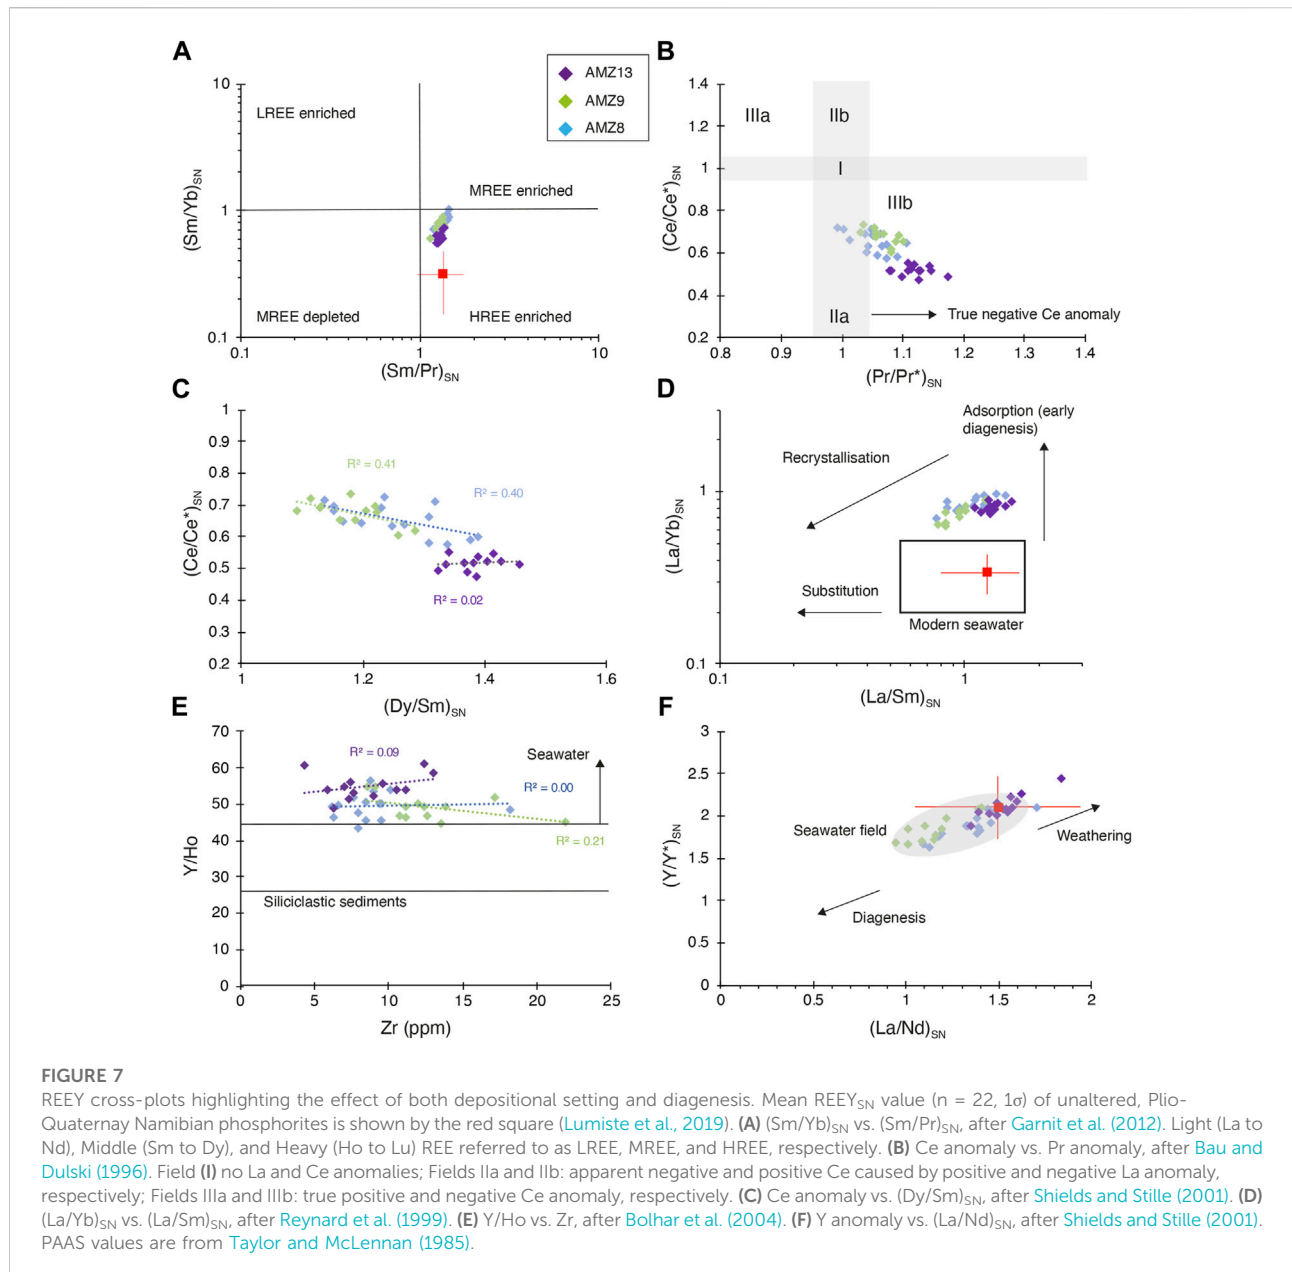 A
10
LREE enriched
MREE enriched
1
MREE depleted
HREE enriched
0.1
0.1
1
10
(Sm/Yb)SN
(Sm/Pr)SN
AMZ13
AMZ9
AMZ8
B
1.4
1.2
1
0.8
0.6
0.4
0.2
IIIa
IIb
I
IIIb
IIa
True negative Ce anomaly
0.8
0.9
1
1.1
1.2
1.3
1.4
(Ce/Ce*)SN
(Pr/Pr*)SN
C
1
0.9
0.8
0.7
0.6
0.5
0.4
0.3
0.2
R² = 0.41
R² = 0.40
R² = 0.02
1
1.2
1.4
1.6
(Ce/Ce*)SN
(Dy/Sm)SN
D
Adsorption (early
diagenesis)
Recrystallisation
1
Substitution
Modern seawater
0.1
0.1
1
(La/Yb)SN
(La/Sm)SN
E
70
60
50
40
30
20
10
0
R² = 0.09
Seawater
R² = 0.00
R² = 0.21
Siliciclastic sediments
0
5
10
15
20
25
Y/Ho
Zr (ppm)
F
3
2.5
2
1.5
1
0.5
0
Seawater field
Weathering
Diagenesis
0
0.5
1
1.5
2
(Y/Y*)SN
(La/Nd)SN
FIGURE 7
REEY cross-plots highlighting the effect of both depositional setting and diagenesis. Mean REEYSN value (n = 22, 1σ) of unaltered, Plio-
Quaternay Namibian phosphorites is shown by the red square (Lumiste et al., 2019). (A) (Sm/Yb)SN vs. (Sm/Pr)SN, after Garnit et al. (2012). Light (La to
Nd), Middle (Sm to Dy), and Heavy (Ho to Lu) REE referred to as LREE, MREE, and HREE, respectively. (B) Ce anomaly vs. Pr anomaly, after Bau and
Dulski (1996). Field (I) no La and Ce anomalies; Fields IIa and IIb: apparent negative and positive Ce caused by positive and negative La anomaly,
respectively; Fields IIIa and IIIb: true positive and negative Ce anomaly, respectively. (C) Ce anomaly vs. (Dy/Sm)SN, after Shields and Stille (2001). (D)
(La/Yb)SN vs. (La/Sm)SN, after Reynard et al. (1999). (E) Y/Ho vs. Zr, after Bolhar et al. (2004). (F) Y anomaly vs. (La/Nd)SN, after Shields and Stille (2001).
PAAS values are from Taylor and McLennan (1985).